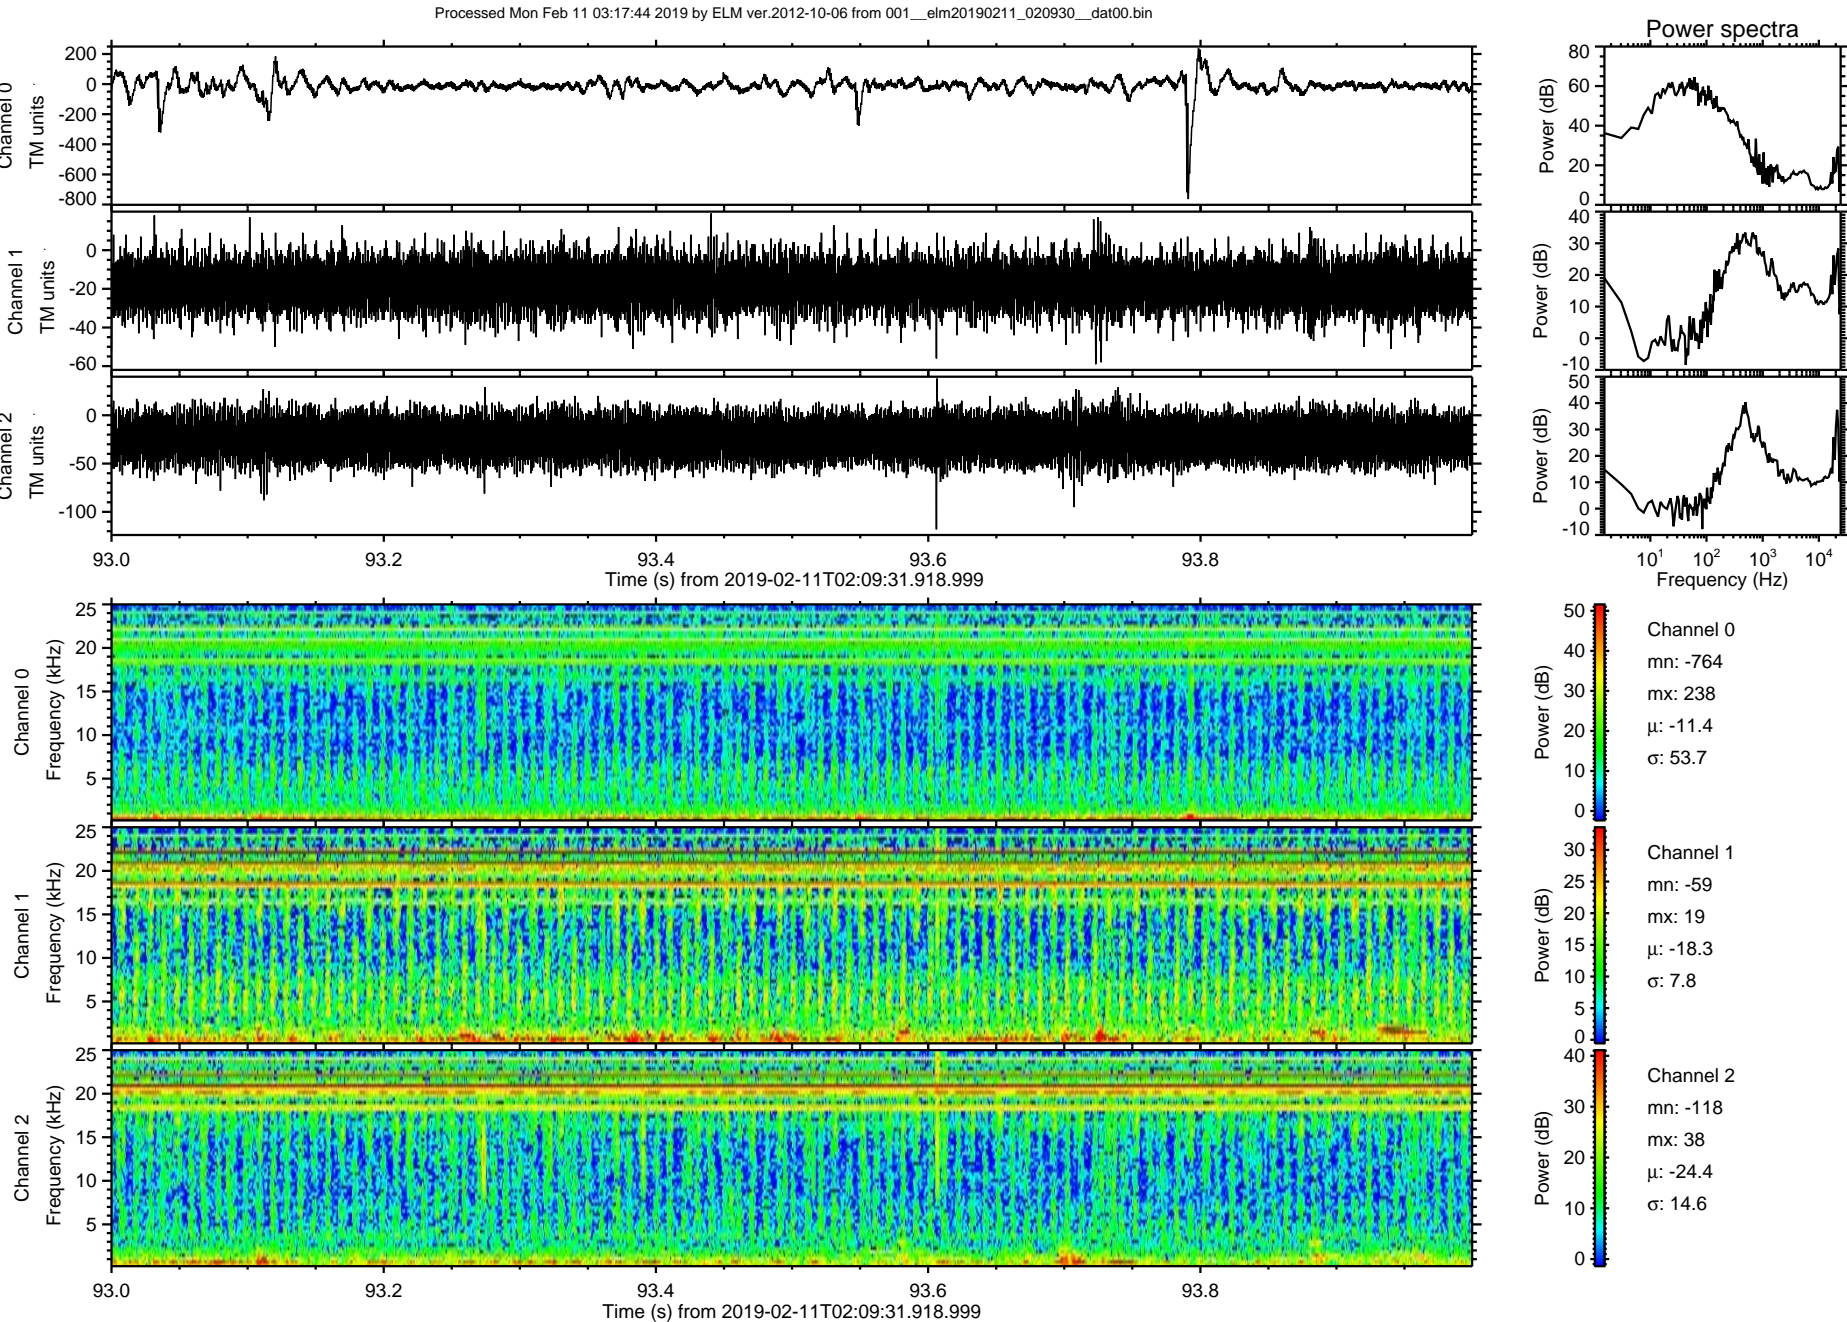 Processed Mon Feb 11 03:17:44 2019 by ELM ver.2012-10-06 from 001__elm20190211_020930__dat00.bin
Power spectra
Channel 0
TM units
200
0
-200
-400
-600
-800
Power (dB)
80
60
40
20
0
Channel 1
TM units
0
-20
-40
-60
Power (dB)
40
30
20
10
0
-10
Channel 2
TM units
0
-50
-100
Power (dB)
50
40
30
20
10
0
-10
93.0 93.2 93.4 93.6 93.8
Time (s) from 2019-02-11T02:09:31.918.999
10¹ 10² 10³ 10⁴
Frequency (Hz)
Channel 0
Frequency (kHz)
25
20
15
10
5
Power (dB)
50
40
30
20
10
0
Channel 0
mn: -764
mx: 238
μ: -11.4
σ: 53.7
Channel 1
Frequency (kHz)
25
20
15
10
5
Power (dB)
30
25
20
15
10
5
0
Channel 1
mn: -59
mx: 19
μ: -18.3
σ: 7.8
Channel 2
Frequency (kHz)
25
20
15
10
5
Power (dB)
40
30
20
10
0
Channel 2
mn: -118
mx: 38
μ: -24.4
σ: 14.6
93.0 93.2 93.4 93.6 93.8
Time (s) from 2019-02-11T02:09:31.918.999